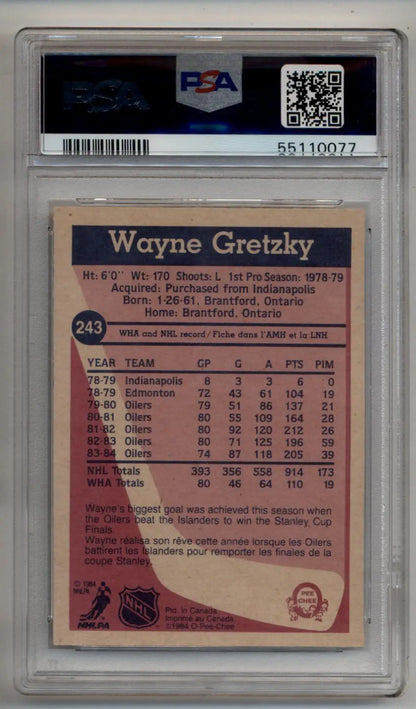 PSA
PSA
55110077
Wayne Gretzky
Ht: 6'0" Wt: 170 Shoots: L 1st Pro Season: 1978-79
Acquired: Purchased from Indianapolis
Born: 1-26-61, Brantford, Ontario
Home: Brantford, Ontario
243
WHA and NHL record/Fiche dans l'AMH et la LNH
YEAR TEAM GP G A PTS PIM
78-79 Indianapolis 8 3 3 6 0
78-79 Edmonton 72 43 61 104 19
79-80 Oilers 79 51 86 137 21
80-81 Oilers 80 55 109 164 28
81-82 Oilers 80 92 120 212 26
82-83 Oilers 80 71 125 196 59
83-84 Oilers 74 87 118 205 39
NHL Totals 393 356 558 914 173
WHA Totals 80 46 64 110 19
Wayne's biggest goal was achieved this season when
the Oilers beat the Islanders to win the Stanley Cup
Finals.
Wayne réalisa son rêve cette année lorsque les Oilers
battirent les Islanders pour remporter les finales de la
coupe Stanley.
© 1984
NHLPA
NHLPA
NHL
Ptd. in Canada
Imprimé au Canada
©1984 O-Pee-Chee
O
PEE
CHEE